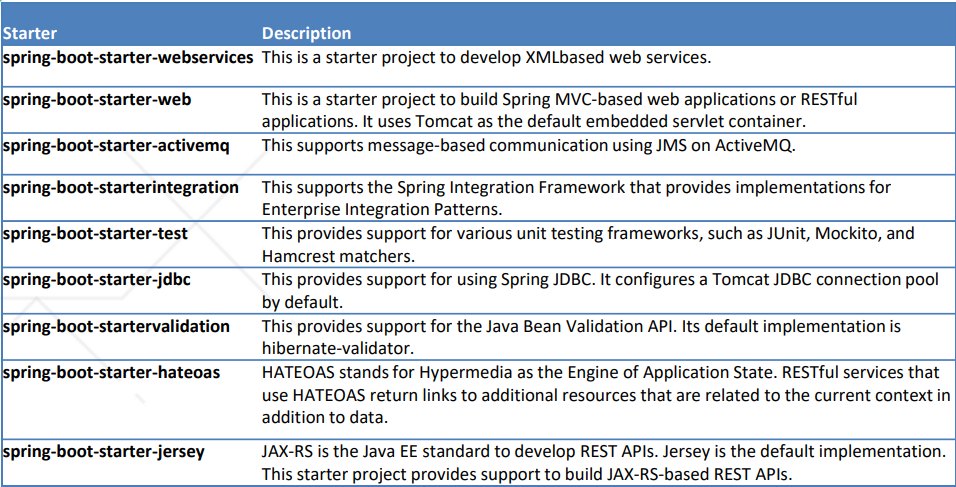 Starter Description
spring-boot-starter-webservices This is a starter project to develop XMLbased web services.
spring-boot-starter-web This is a starter project to build Spring MVC-based web applications or RESTful
applications. It uses Tomcat as the default embedded servlet container.
spring-boot-starter-activemq This supports message-based communication using JMS on ActiveMQ.
spring-boot-starterintegration This supports the Spring Integration Framework that provides implementations for
Enterprise Integration Patterns.
spring-boot-starter-test This provides support for various unit testing frameworks, such as JUnit, Mockito, and
Hamcrest matchers.
spring-boot-starter-jdbc This provides support for using Spring JDBC. It configures a Tomcat JDBC connection pool
by default.
spring-boot-startervalidation This provides support for the Java Bean Validation API. Its default implementation is
hibernate-validator.
spring-boot-starter-hateoas HATEOAS stands for Hypermedia as the Engine of Application State. RESTful services that
use HATEOAS return links to additional resources that are related to the current context in
addition to data.
spring-boot-starter-jersey JAX-RS is the Java EE standard to develop REST APIs. Jersey is the default implementation.
This starter project provides support to build JAX-RS-based REST APIs.